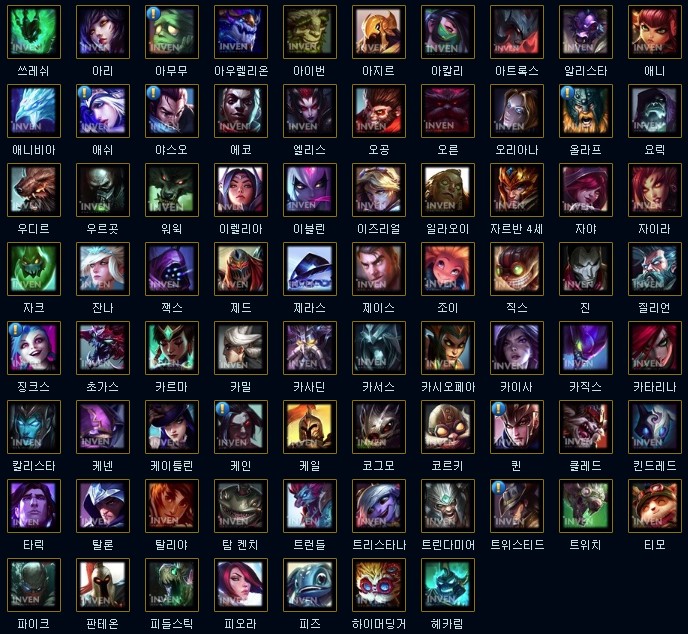 쓰레쉬 아리 아무무 아우렐리온 아이번 아지르 아칼리 아트록스 알리스타 애니
애니비아 애쉬 야스오 에코 엘리스 오공 오른 오리아나 올라프 요릭
우디르 우르곳 워윅 이렐리아 이블린 이즈리얼 일라오이 자르반 4세 자야 자이라
자크 잔나 잭스 제드 제라스 제이스 조이 직스 진 질리언
징크스 초가스 카르마 카밀 카사딘 카서스 카시오페아 카이사 카직스 카타리나
칼리스타 케넨 케이틀린 케인 케일 코그모 코르키 퀸 클레드 킨드레드
타릭 탈론 탈리야 탐 켄치 트런들 트리스타나 트린다미어 트위스티드 트위치 티모
파이크 판테온 피들스틱 피오라 피즈 하이머딩거 헤카림